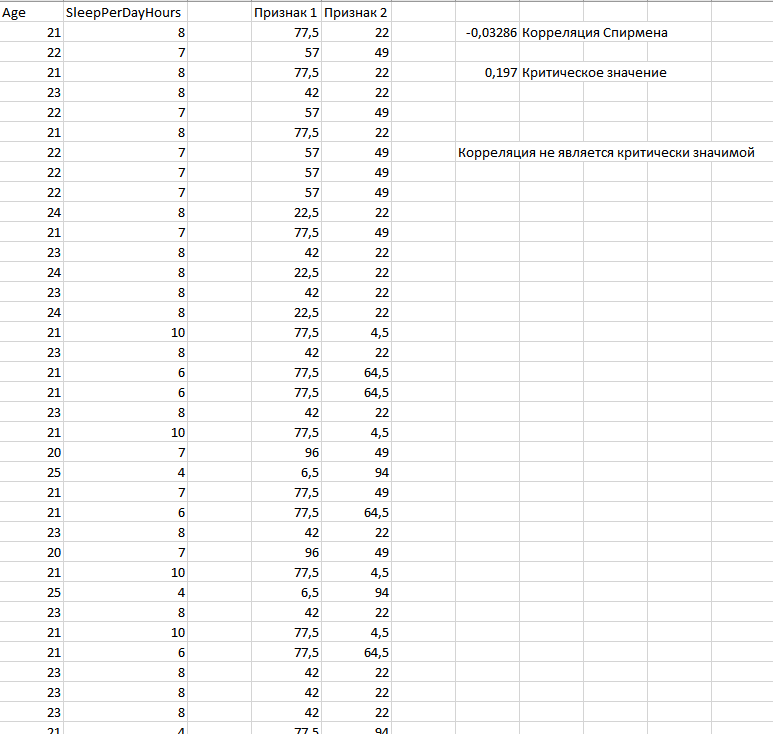 Age SleepPerDayHours Признак 1 Признак 2
21 8 77,5 22 -0,03286 Корреляция Спирмена
22 7 57 49
21 8 77,5 22 0,197 Критическое значение
23 8 42 22
22 7 57 49
21 8 77,5 22
22 7 57 49 Корреляция не является критически значимой
22 7 57 49
22 7 57 49
24 8 22,5 22
21 7 77,5 49
23 8 42 22
24 8 22,5 22
23 8 42 22
24 8 22,5 22
21 10 77,5 4,5
23 8 42 22
21 6 77,5 64,5
21 6 77,5 64,5
23 8 42 22
21 10 77,5 4,5
20 7 96 49
25 4 6,5 94
21 7 77,5 49
21 6 77,5 64,5
23 8 42 22
20 7 96 49
21 10 77,5 4,5
25 4 6,5 94
23 8 42 22
21 10 77,5 4,5
21 6 77,5 64,5
23 8 42 22
23 8 42 22
23 8 42 22
21 4 77,5 94